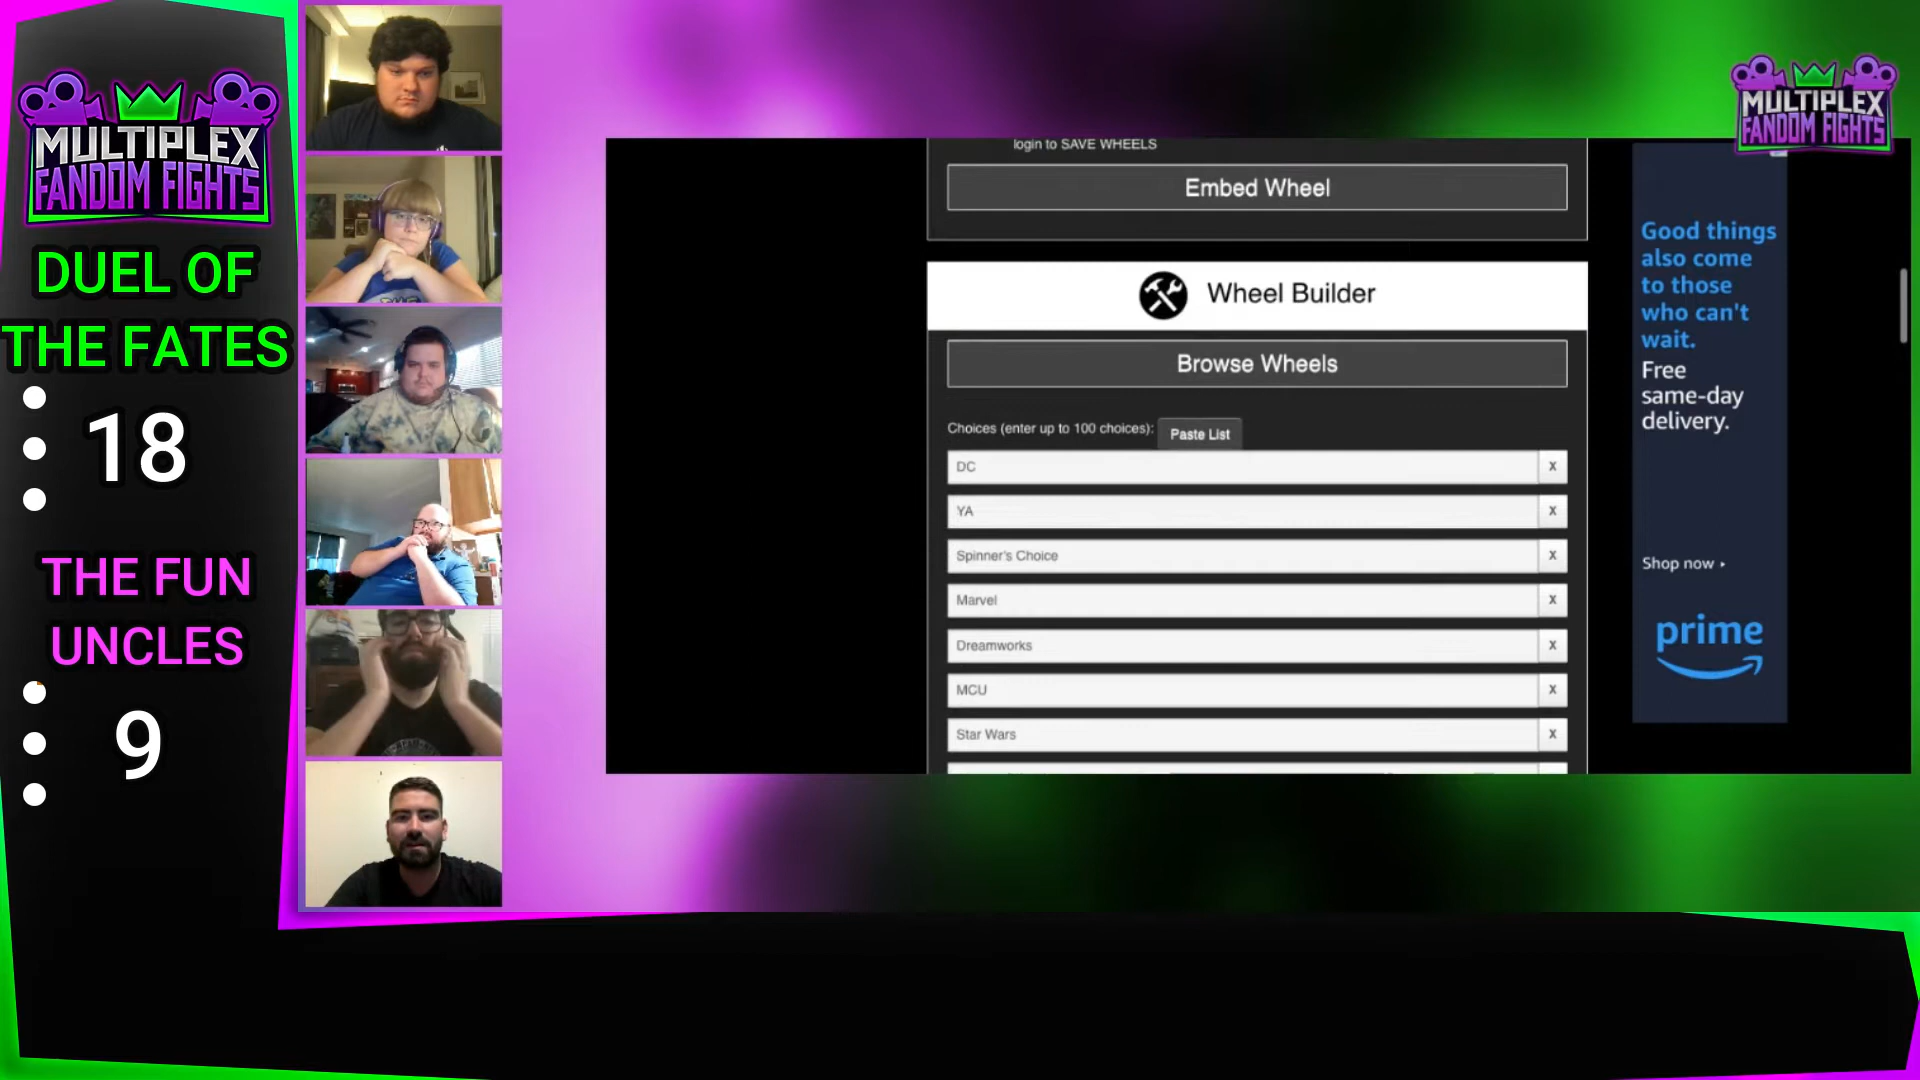 MULTIPLEX
FANDOM FIGHTS
DUEL OF
THE FATES
18
THE FUN
UNCLES
9
login to SAVE WHEELS
Embed Wheel
Wheel Builder
Browse Wheels
Choices (enter up to 100 choices):
Paste List
DC
X
YA
X
Spinner's Choice
X
Marvel
X
Dreamworks
X
MCU
X
Star Wars
X
MULTIPLEX
FANDOM FIGHTS
Good things
also come
to those
who can't
wait.
Free
same-day
delivery.
Shop now ▸
prime